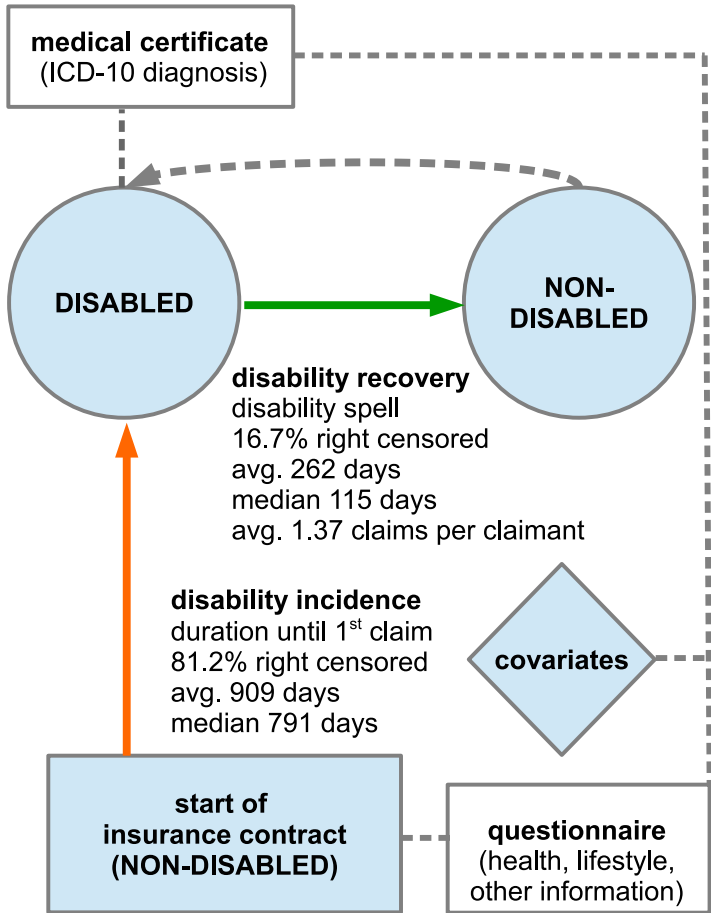 medical certificate
(ICD-10 diagnosis)
DISABLED
NON-
DISABLED
disability recovery
disability spell
16.7% right censored
avg. 262 days
median 115 days
avg. 1.37 claims per claimant
disability incidence
duration until 1st claim
81.2% right censored
avg. 909 days
median 791 days
covariates
start of
insurance contract
(NON-DISABLED)
questionnaire
(health, lifestyle,
other information)